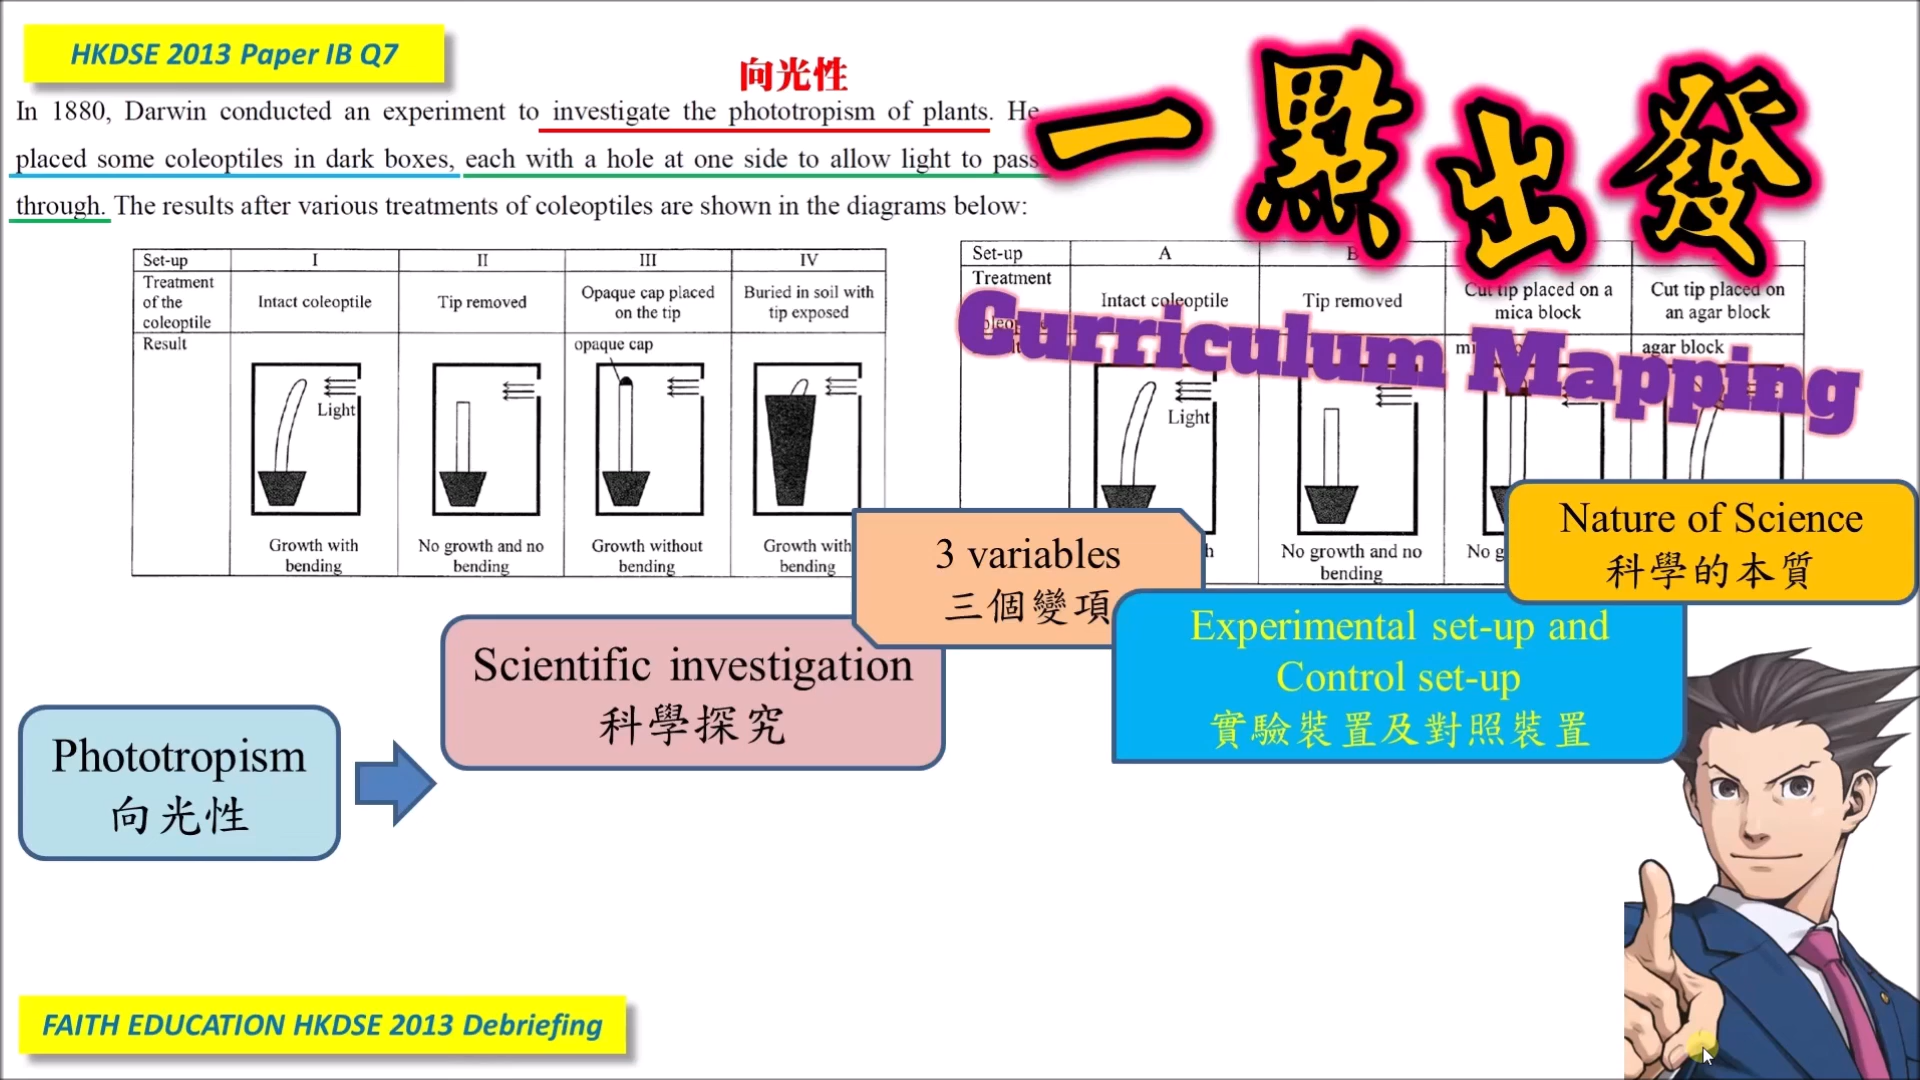 HKDSE 2013 Paper IB Q7
向光性
In 1880, Darwin conducted an experiment to investigate the phototropism of plants. He
placed some coleoptiles in dark boxes, each with a hole at one side to allow light to pass
through. The results after various treatments of coleoptiles are shown in the diagrams below:
一點出發
Curriculum Mapping
Set-up I II III IV
Treatment
of the
coleoptile
Intact coleoptile
Tip removed
Opaque cap placed
on the tip
Buried in soil with
tip exposed
Result
opaque cap
Light
Growth with
bending
No growth and no
bending
Growth without
bending
Growth with
bending
Set-up A B
Treatment
Intact coleoptile
Tip removed
Cut tip placed on a
mica block
Cut tip placed on
an agar block
agar block
Light
No growth and no
bending
Phototropism
向光性
Scientific investigation
科學探究
3 variables
三個變項
Experimental set-up and
Control set-up
實驗裝置及對照裝置
Nature of Science
科學的本質
FAITH EDUCATION HKDSE 2013 Debriefing